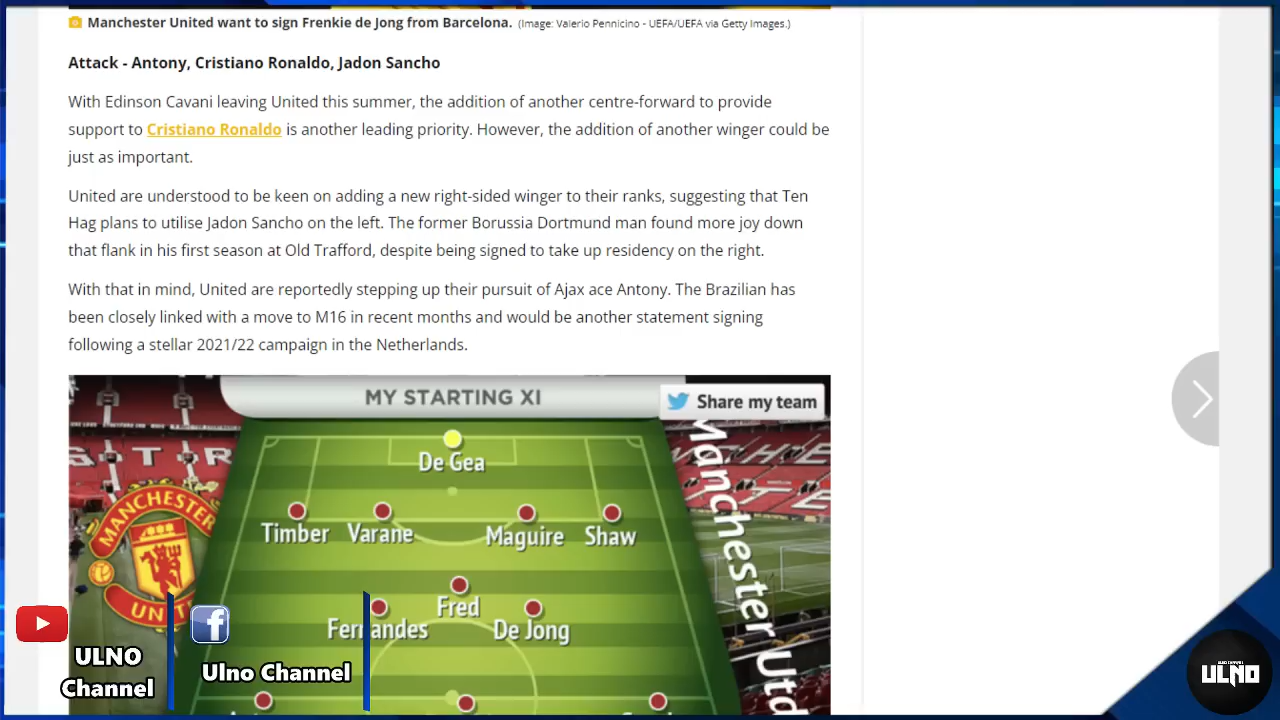 Manchester United want to sign Frenkie de Jong from Barcelona. (Image: Valerio Pennicino - UEFA/UEFA via Getty Images.)
Attack - Antony, Cristiano Ronaldo, Jadon Sancho
With Edinson Cavani leaving United this summer, the addition of another centre-forward to provide
support to Cristiano Ronaldo is another leading priority. However, the addition of another winger could be
just as important.
United are understood to be keen on adding a new right-sided winger to their ranks, suggesting that Ten
Hag plans to utilise Jadon Sancho on the left. The former Borussia Dortmund man found more joy down
that flank in his first season at Old Trafford, despite being signed to take up residency on the right.
With that in mind, United are reportedly stepping up their pursuit of Ajax ace Antony. The Brazilian has
been closely linked with a move to M16 in recent months and would be another statement signing
following a stellar 2021/22 campaign in the Netherlands.
MY STARTING XI
Share my team
De Gea
Timber Varane Maguire Shaw
Fred
Fernandes De Jong
MANCHESTER
UNIT
Manchester Utd
ULNO
Channel
Ulno Channel
ULNO